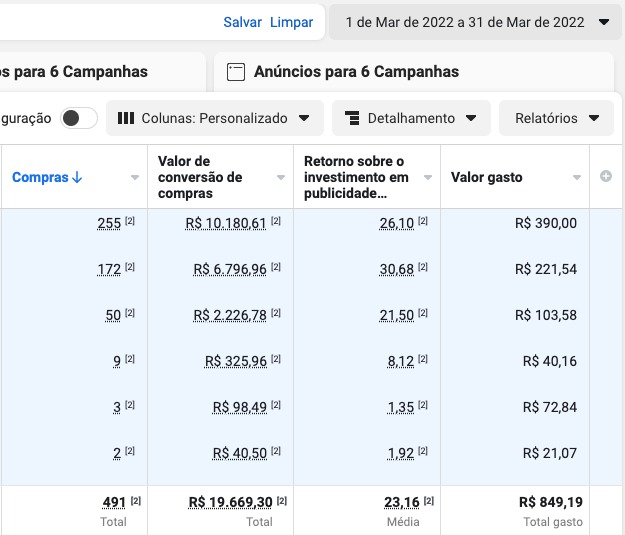 Salvar Limpar 1 de Mar de 2022 a 31 de Mar de 2022
s para 6 Campanhas Anúncios para 6 Campanhas
guração Colunas: Personalizado Detalhamento Relatórios
Compras ↓
Valor de
conversão de
compras
Retorno sobre o
investimento em
publicidade...
Valor gasto
255 [2] R$ 10.180,61 [2] 26,10 [2] R$ 390,00
172 [2] R$ 6.796,96 [2] 30,68 [2] R$ 221,54
50 [2] R$ 2.226,78 [2] 21,50 [2] R$ 103,58
9 [2] R$ 325,96 [2] 8,12 [2] R$ 40,16
3 [2] R$ 98,49 [2] 1,35 [2] R$ 72,84
2 [2] R$ 40,50 [2] 1,92 [2] R$ 21,07
491 [2] R$ 19.669,30 [2] 23,16 [2] R$ 849,19
Total Total Média Total gasto